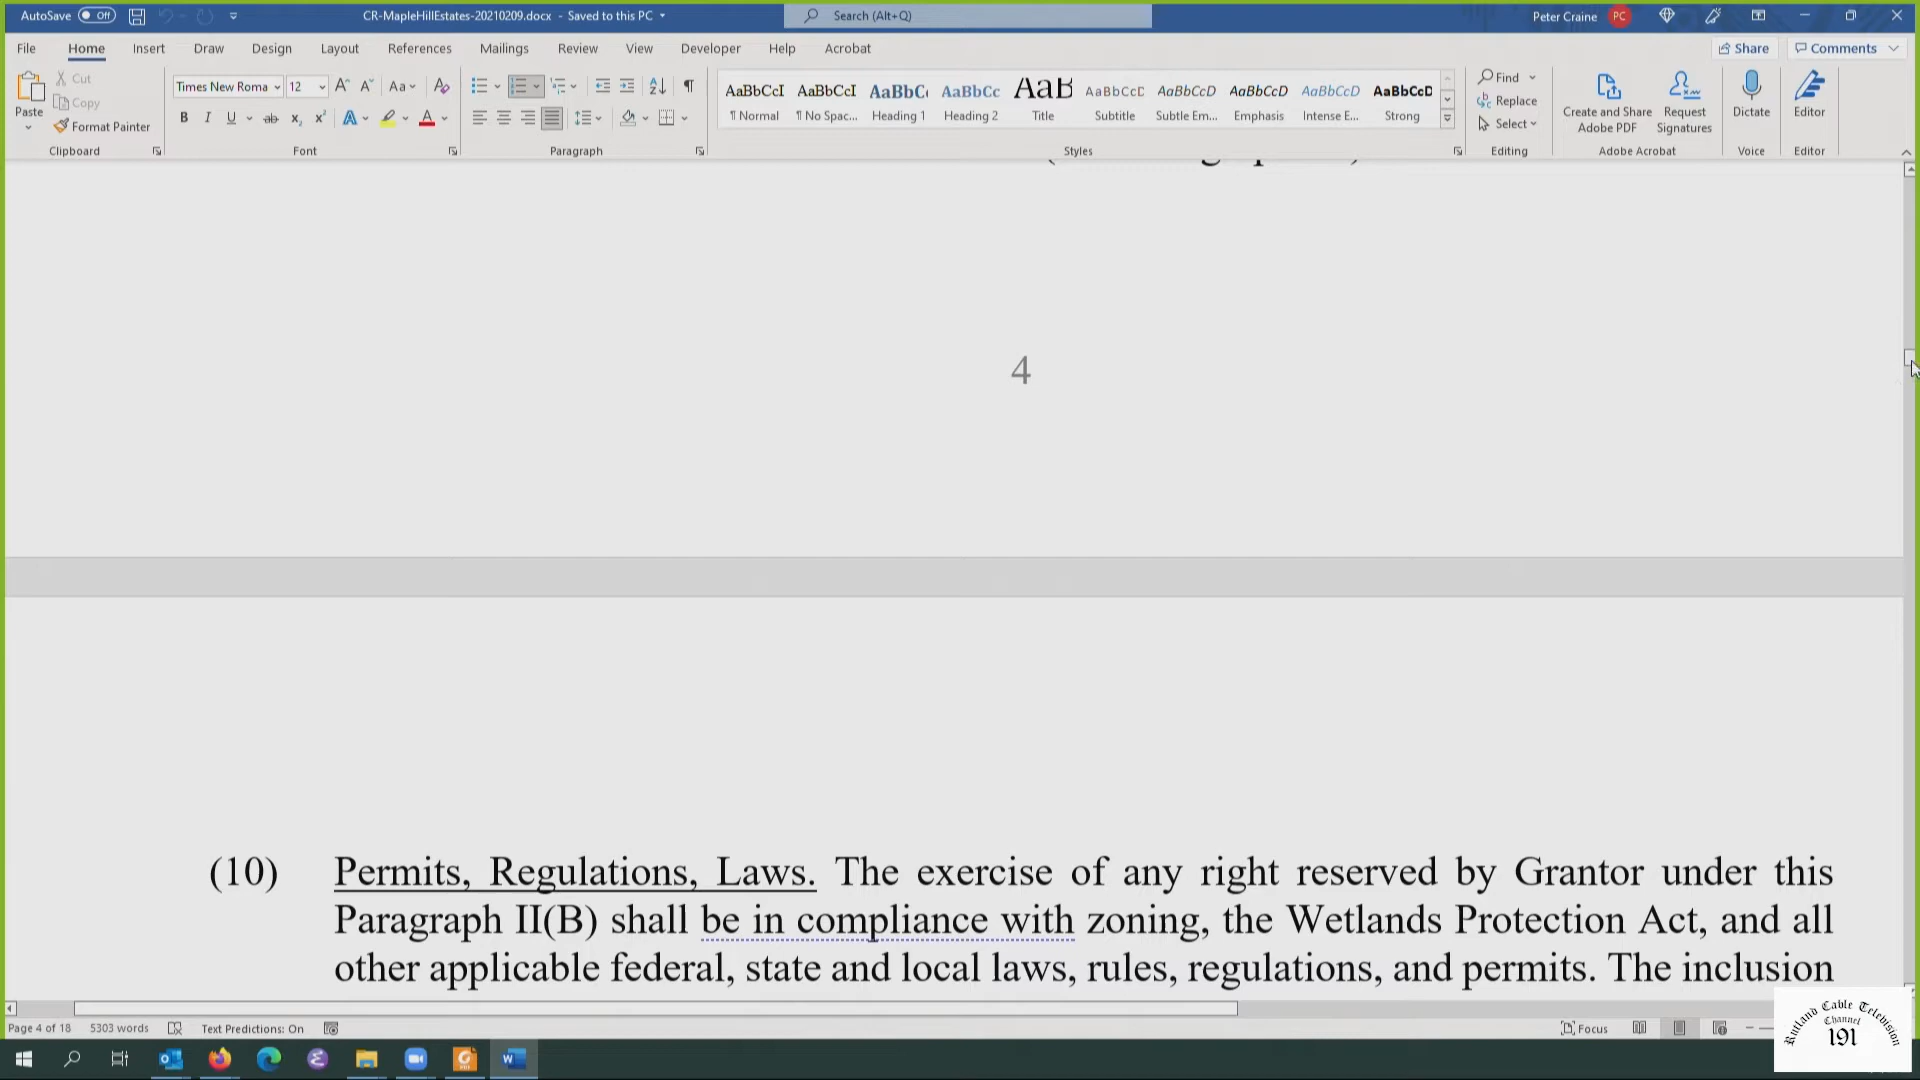 AutoSave Off CR-MapleHillEstates-20210209.docx - Saved to this PC Search (Alt+Q) Peter Craine PC
File Home Insert Draw Design Layout References Mailings Review View Developer Help Acrobat Share Comments
Paste Cut Copy Format Painter
Times New Roma 12
AaBbCcI AaBbCcI AaBbC AaBbCc AaB AaBbCcD AaBbCcD AaBbCcD AaBbCcD AaBbCcD
¶ Normal ¶ No Spac... Heading 1 Heading 2 Title Subtitle Subtle Em... Emphasis Intense E... Strong
Find Replace Select
Create and Share Adobe PDF Request Signatures Dictate Editor
Clipboard Font Paragraph Styles Editing Adobe Acrobat Voice Editor
4
(10) Permits, Regulations, Laws. The exercise of any right reserved by Grantor under this
Paragraph II(B) shall be in compliance with zoning, the Wetlands Protection Act, and all
other applicable federal, state and local laws, rules, regulations, and permits. The inclusion
Page 4 of 18 5303 words Text Predictions: On Focus
Rutland Cable Television
Channel
191